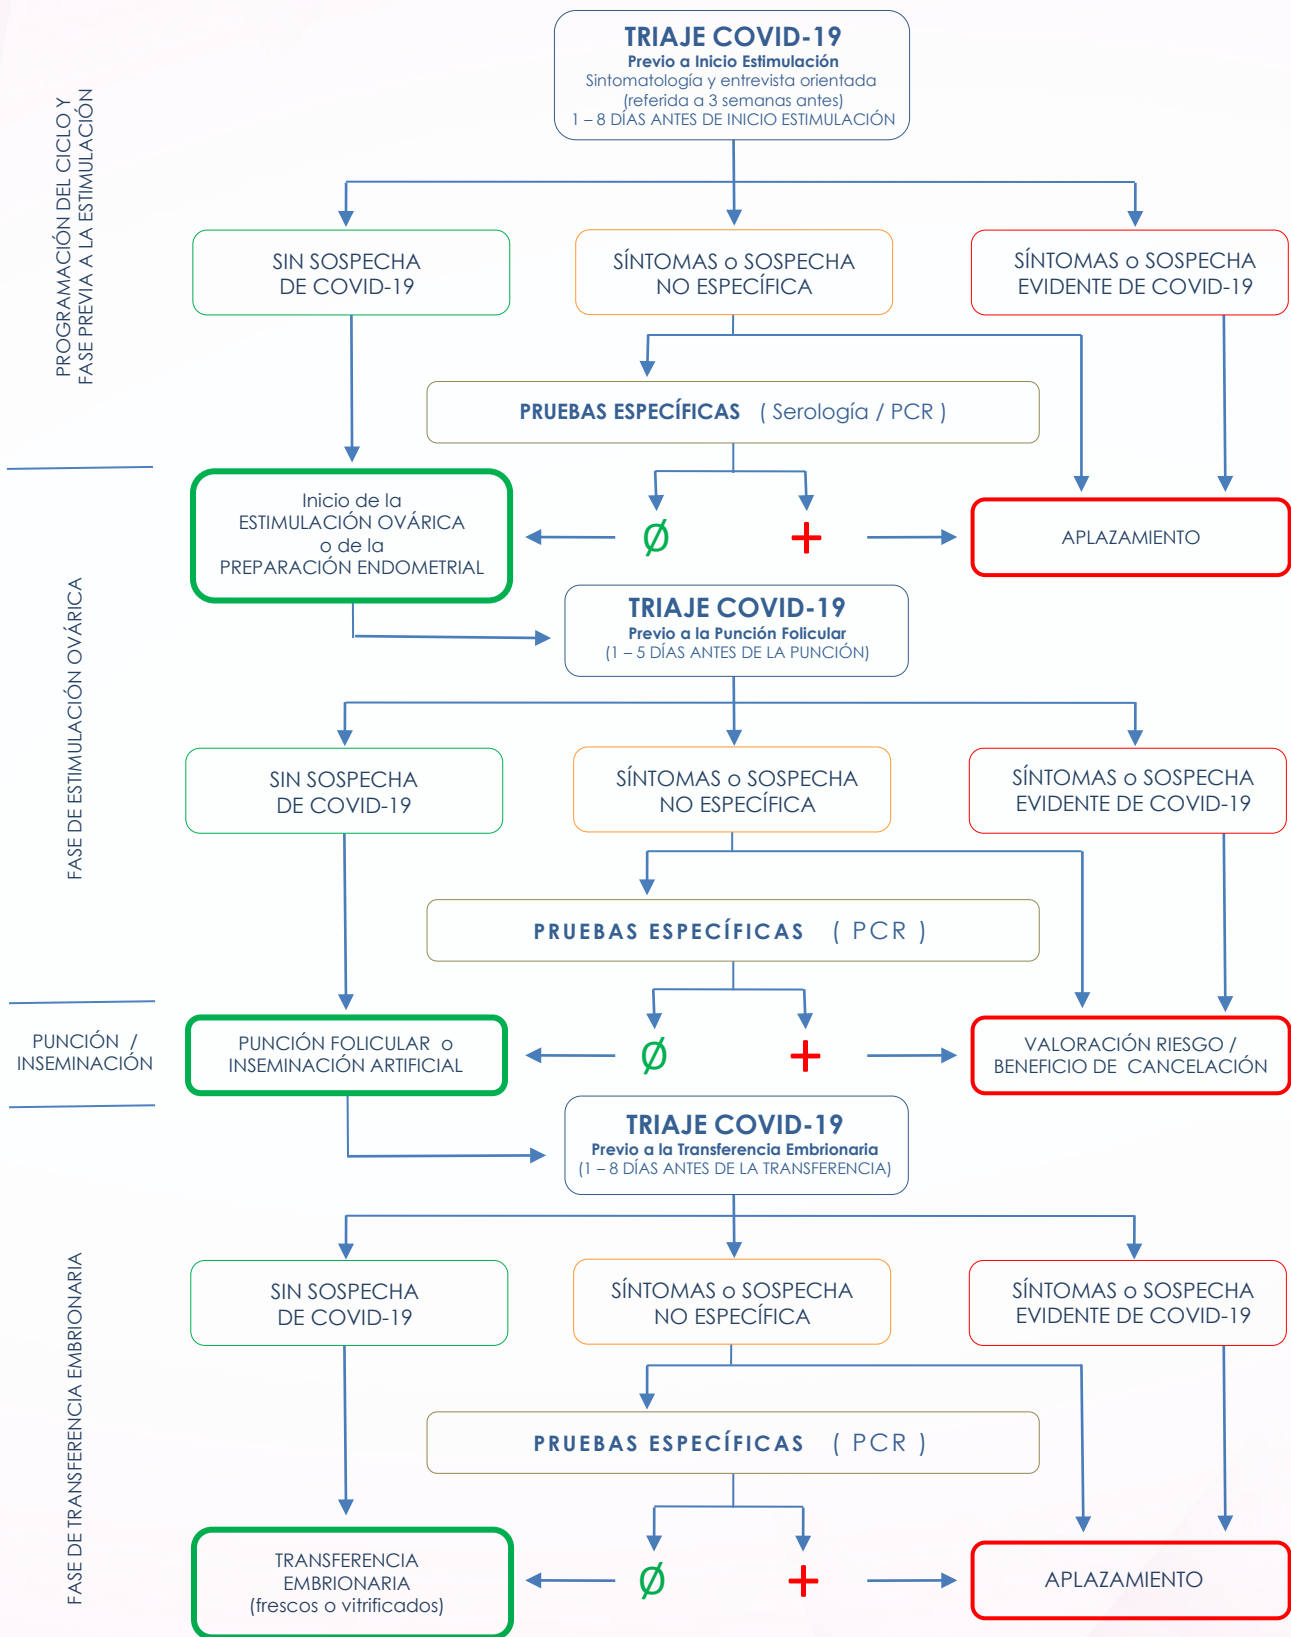 TRIAJE COVID-19
Previo a Inicio Estimulación
Sintomatología y entrevista orientada
(referida a 3 semanas antes)
1 – 8 DÍAS ANTES DE INICIO ESTIMULACIÓN
PROGRAMACIÓN DEL CICLO Y
FASE PREVIA A LA ESTIMULACIÓN
SIN SOSPECHA
DE COVID-19
SÍNTOMAS o SOSPECHA
NO ESPECÍFICA
SÍNTOMAS o SOSPECHA
EVIDENTE DE COVID-19
PRUEBAS ESPECÍFICAS ( Serología / PCR )
Inicio de la
ESTIMULACIÓN OVÁRICA
o de la
PREPARACIÓN ENDOMETRIAL
Ø
+
APLAZAMIENTO
FASE DE ESTIMULACIÓN OVÁRICA
TRIAJE COVID-19
Previo a la Punción Folicular
(1 – 5 DÍAS ANTES DE LA PUNCIÓN)
SIN SOSPECHA
DE COVID-19
SÍNTOMAS o SOSPECHA
NO ESPECÍFICA
SÍNTOMAS o SOSPECHA
EVIDENTE DE COVID-19
PRUEBAS ESPECÍFICAS ( PCR )
PUNCIÓN /
INSEMINACIÓN
PUNCIÓN FOLICULAR o
INSEMINACIÓN ARTIFICIAL
Ø
+
VALORACIÓN RIESGO /
BENEFICIO DE CANCELACIÓN
TRIAJE COVID-19
Previo a la Transferencia Embrionaria
(1 – 8 DÍAS ANTES DE LA TRANSFERENCIA)
FASE DE TRANSFERENCIA EMBRIONARIA
SIN SOSPECHA
DE COVID-19
SÍNTOMAS o SOSPECHA
NO ESPECÍFICA
SÍNTOMAS o SOSPECHA
EVIDENTE DE COVID-19
PRUEBAS ESPECÍFICAS ( PCR )
TRANSFERENCIA
EMBRIONARIA
(frescos o vitrificados)
Ø
+
APLAZAMIENTO